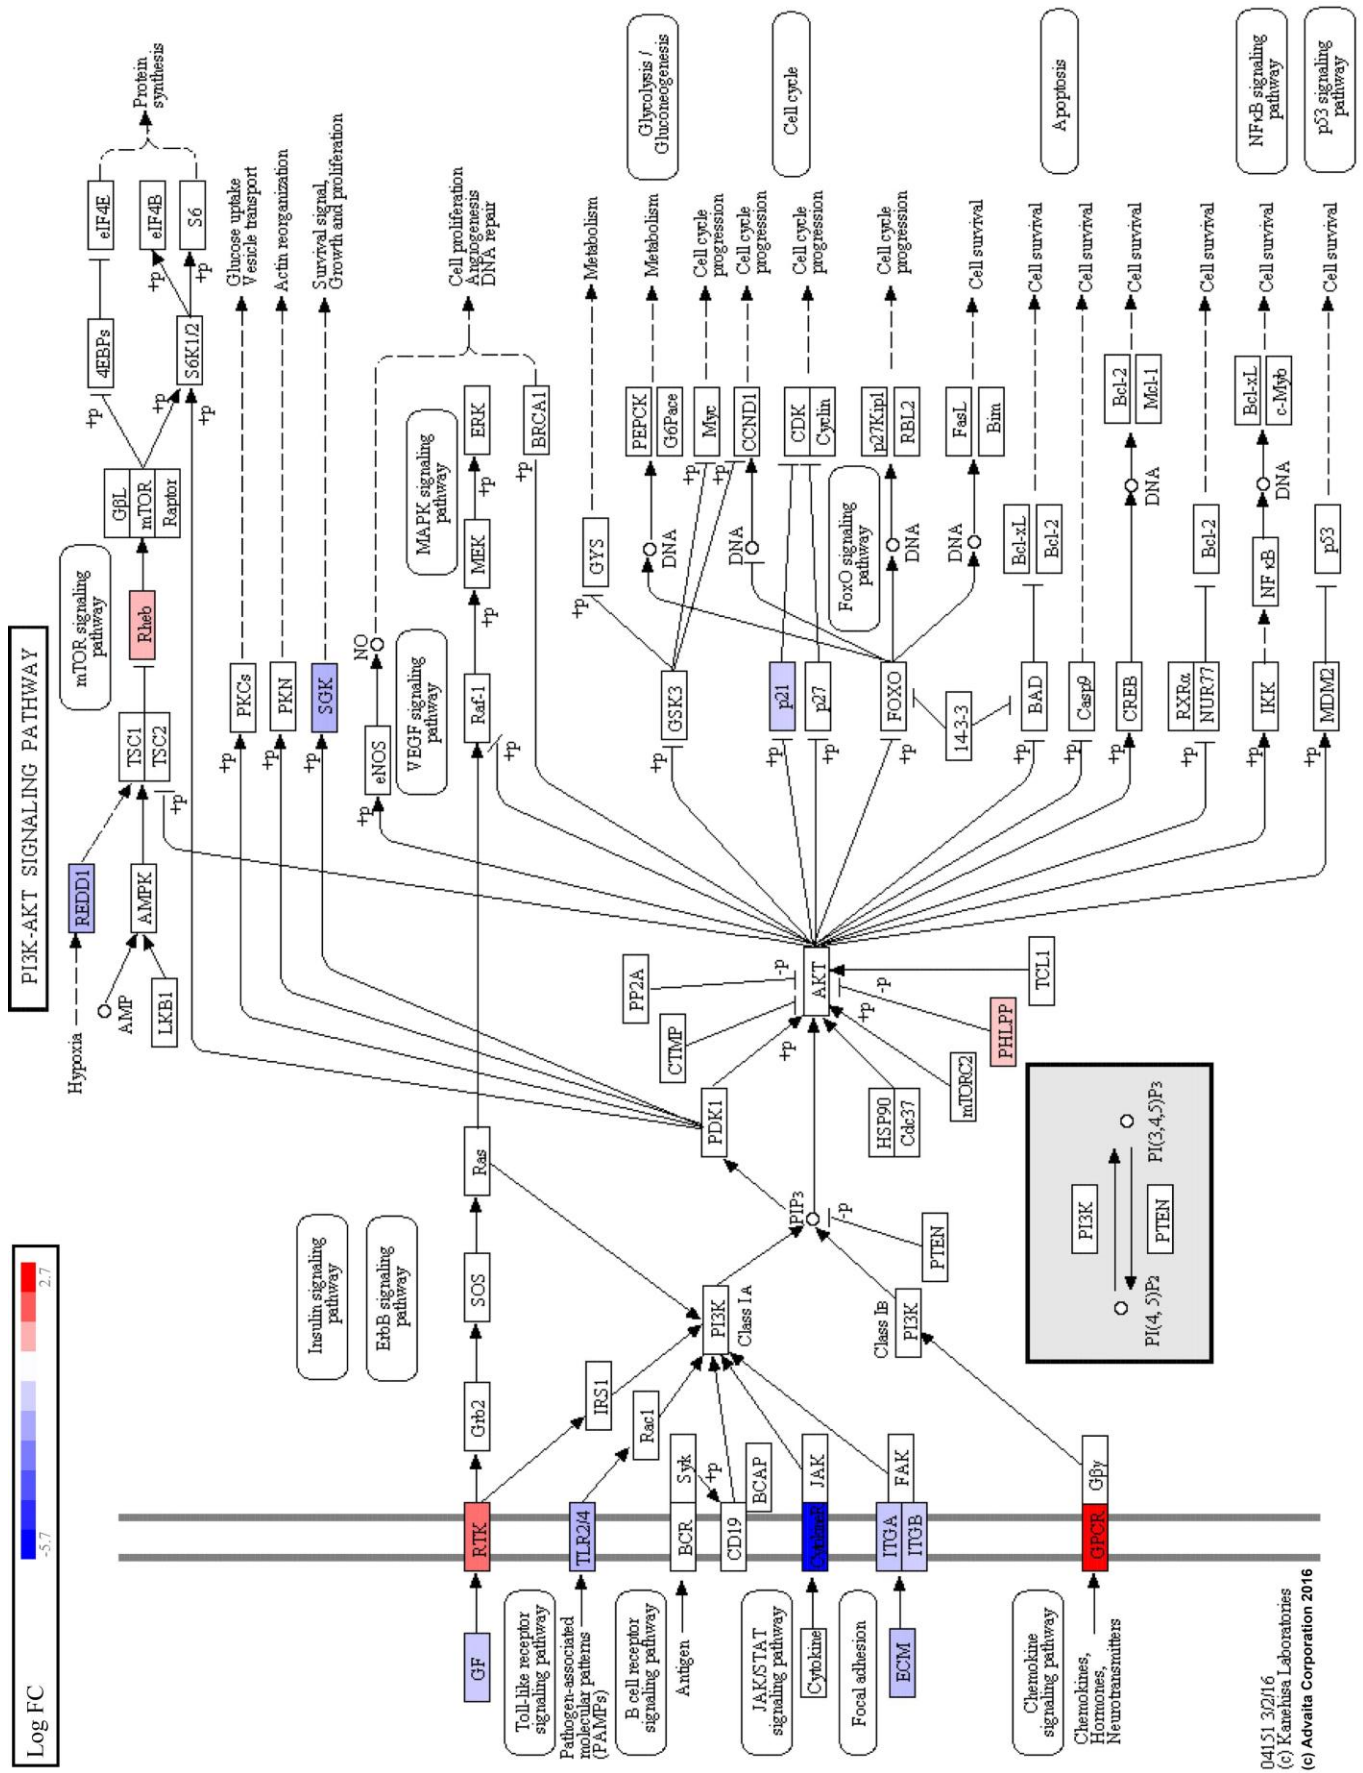 Log FC
-5.7
2.7
PI3K-AKT SIGNALING PATHWAY
Hypoxia
REDD1
AMP
LKB1
AMPK
TSC1
TSC2
+p
mTOR signaling
pathway
Rheb
GβL
mTOR
Raptor
+p
4EBPs
eIF4E
+p
+p
S6K1/2
+p
eIF4B
+p
S6
Protein
synthesis
+p
PKCs
Glucose uptake
Vesicle transport
+p
PKN
Actin reorganization
+p
SGK
Survival signal,
Growth and proliferation
Insulin signaling
pathway
ErbB signaling
pathway
+p
eNOS
NO
VEGF signaling
pathway
MAPK signaling
pathway
GF
RTK
Grb2
SOS
Ras
Raf-1
+p
+p
MEK
+p
ERK
+p
BRCA1
Cell proliferation
Angiogenesis
DNA repair
Toll-like receptor
signaling pathway
Pathogen-associated
molecular patterns
(PAMPs)
TLR2/4
IRS1
Rac1
B cell receptor
signaling pathway
Antigen
BCR
Syk
+p
CD19
BCAP
PI3K
Class IA
PDK1
+p
CTMP
PP2A
-p
JAK/STAT
signaling pathway
Cytokine
CytokineR
JAK
PIP3
-p
PTEN
AKT
+p
-p
HSP90
Cdc37
mTORC2
PHLPP
TCL1
Focal adhesion
ECM
ITGA
ITGB
FAK
Class IB
PI3K
Chemokine
signaling pathway
Chemokines,
Hormones,
Neurotransmitters
GPCR
Gβγ
PI3K
PI(4, 5)P2
PI(3,4,5)P3
PTEN
+p
GSK3
+p
GYS
Metabolism
PEPCK
G6Pace
DNA
Metabolism
Glycolysis /
Gluconeogenesis
+p
Myc
Cell cycle
progression
+p
CCND1
DNA
Cell cycle
progression
Cell cycle
+p
p21
+p
p27
CDK
Cyclin
Cell cycle
progression
+p
FOXO
FoxO signaling
pathway
DNA
p27Kip1
RBL2
Cell cycle
progression
14-3-3
DNA
FasL
Bim
Cell survival
+p
BAD
Bcl-xL
Bcl-2
Cell survival
Apoptosis
+p
Casp9
Cell survival
+p
CREB
DNA
Bcl-2
Mcl-1
Cell survival
+p
RXRα
NUR77
Bcl-2
Cell survival
+p
IKK
NFκB
DNA
Bcl-xL
c-Myb
Cell survival
NFκB signaling
pathway
+p
MDM2
p53
Cell survival
p53 signaling
pathway
04151 3/2/16
(c) Kanehisa Laboratories
(c) Advaita Corporation 2016